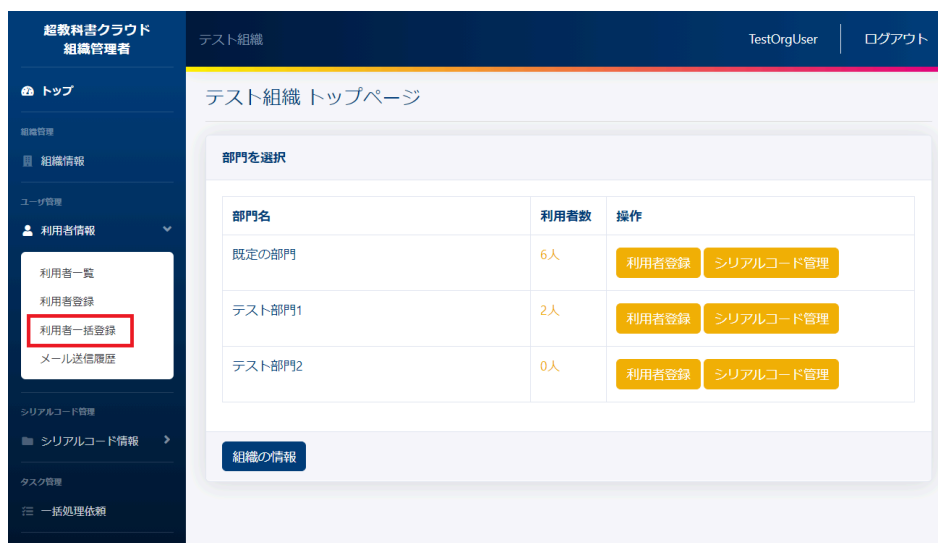 超教科書クラウド
組織管理者
テスト組織
TestOrgUser
ログアウト
トップ
組織管理
組織情報
ユーザ管理
利用者情報
利用者一覧
利用者登録
利用者一括登録
メール送信履歴
シリアルコード管理
シリアルコード情報
タスク管理
一括処理依頼
テスト組織 トップページ
部門を選択
部門名 利用者数 操作
既定の部門 6人 利用者登録 シリアルコード管理
テスト部門1 2人 利用者登録 シリアルコード管理
テスト部門2 0人 利用者登録 シリアルコード管理
組織の情報